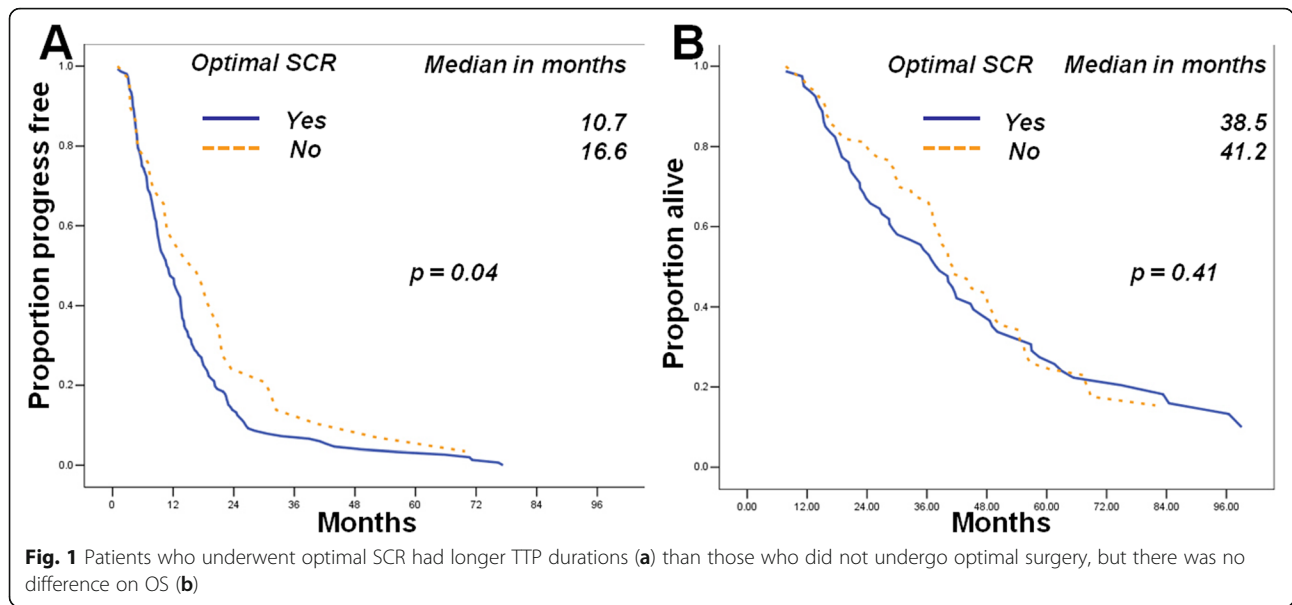 A
Optimal SCR Median in months
Yes 10.7
No 16.6
p = 0.04
Proportion progress free
1.0
0.8
0.6
0.4
0.2
0.0
0 12 24 36 48 60 72 84 96
Months
B
Optimal SCR Median in months
Yes 38.5
No 41.2
p = 0.41
Proportion alive
1.0
0.8
0.6
0.4
0.2
0.0
0.00 12.00 24.00 36.00 48.00 60.00 72.00 84.00 96.00
Months
Fig. 1 Patients who underwent optimal SCR had longer TTP durations (a) than those who did not undergo optimal surgery, but there was no
difference on OS (b)